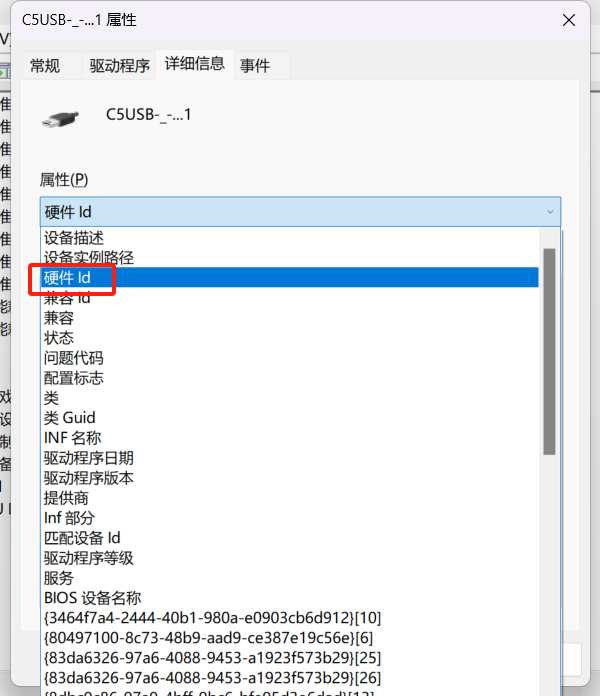 C5USB-_-...1 属性
V)
常规
驱动程序
详细信息
事件
C5USB-_-...1
属性(P)
硬件 Id
设备描述
设备实例路径
硬件 Id
兼容 Id
兼容
状态
问题代码
配置标志
类
类 Guid
INF 名称
驱动程序日期
驱动程序版本
提供商
Inf 部分
匹配设备 Id
驱动程序等级
服务
BIOS 设备名称
{3464f7a4-2444-40b1-980a-e0903cb6d912}[10]
{80497100-8c73-48b9-aad9-ce387e19c56e}[6]
{83da6326-97a6-4088-9453-a1923f573b29}[25]
{83da6326-97a6-4088-9453-a1923f573b29}[26]